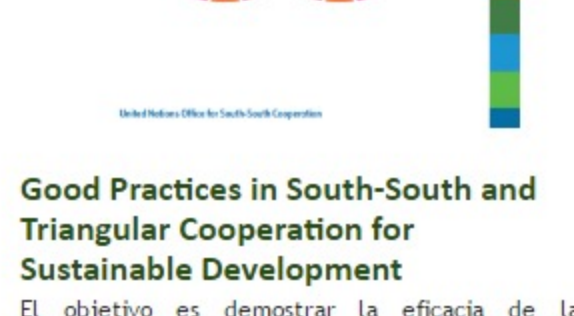 United Nations Office for South-South Cooperation
Good Practices in South-South and
Triangular Cooperation for
Sustainable Development
El objetivo es demostrar la eficacia de la